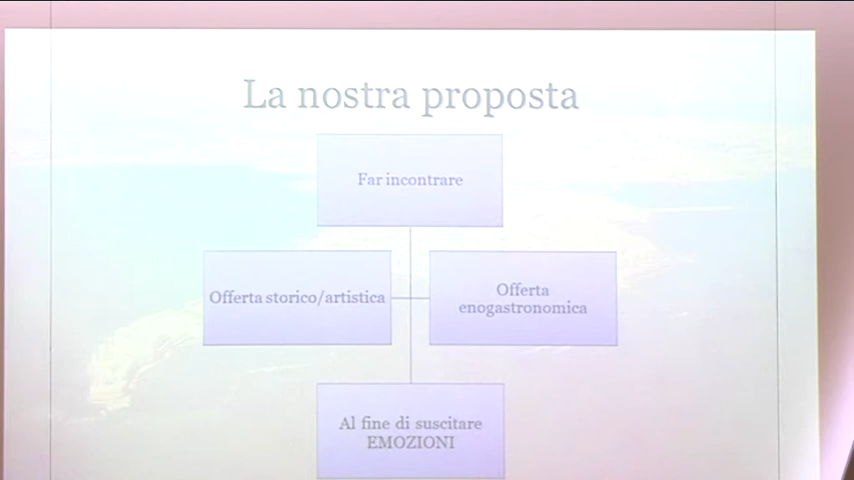 La nostra proposta
Far incontrare
Offerta storico/artistica
Offerta
enogastronomica
Al fine di suscitare
EMOZIONI